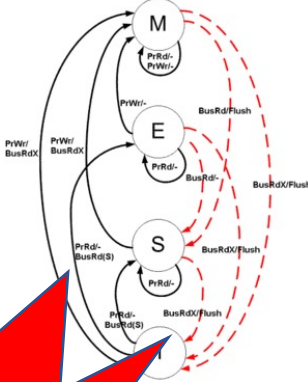 M
PrRd/-
PrWr/-
PrWr/-
BusRd/Flush
E
PrWr/
BusRdX
PrWr/
BusRdX
PrRd/-
BusRd/-
BusRdX/Flush
PrRd/-
BusRd(S)
S
BusRdX/Flush
PrRd/-
PrRd/-
BusRd(S)
BusRdX/Flush